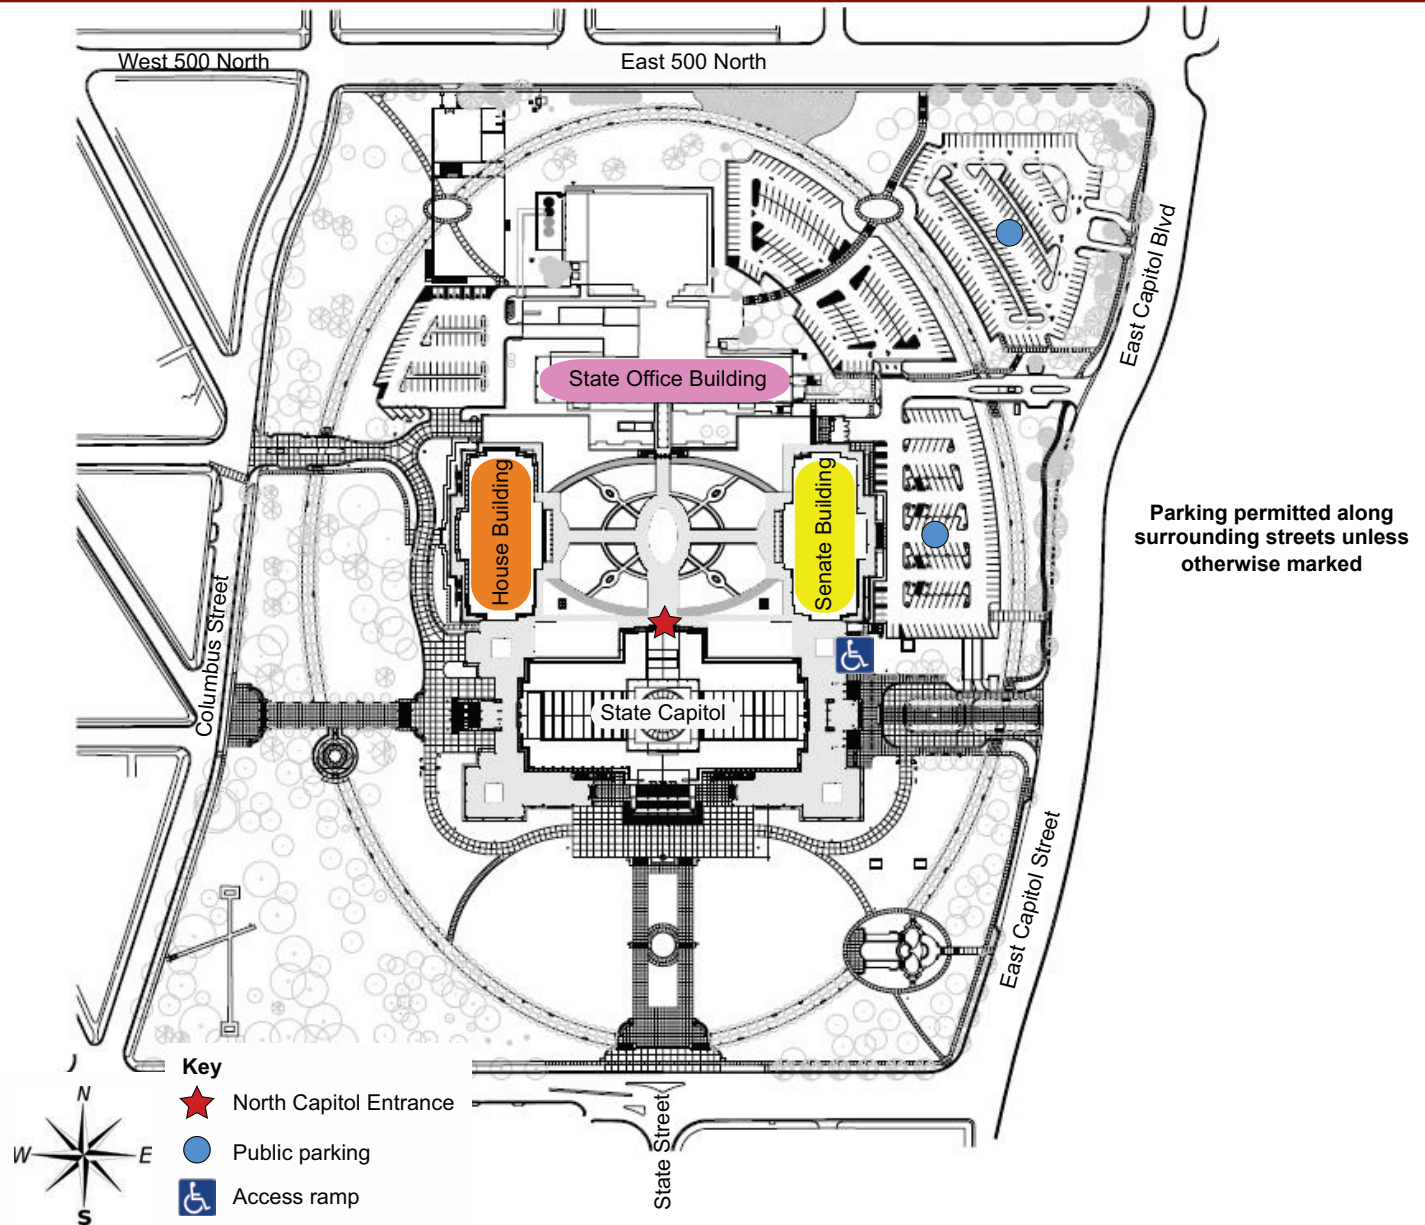 West 500 North
East 500 North
East Capitol Blvd
State Office Building
House Building
Senate Building
Parking permitted along
surrounding streets unless
otherwise marked
Columbus Street
State Capitol
East Capitol Street
Key
North Capitol Entrance
Public parking
Access ramp
N
W
E
S
State Street